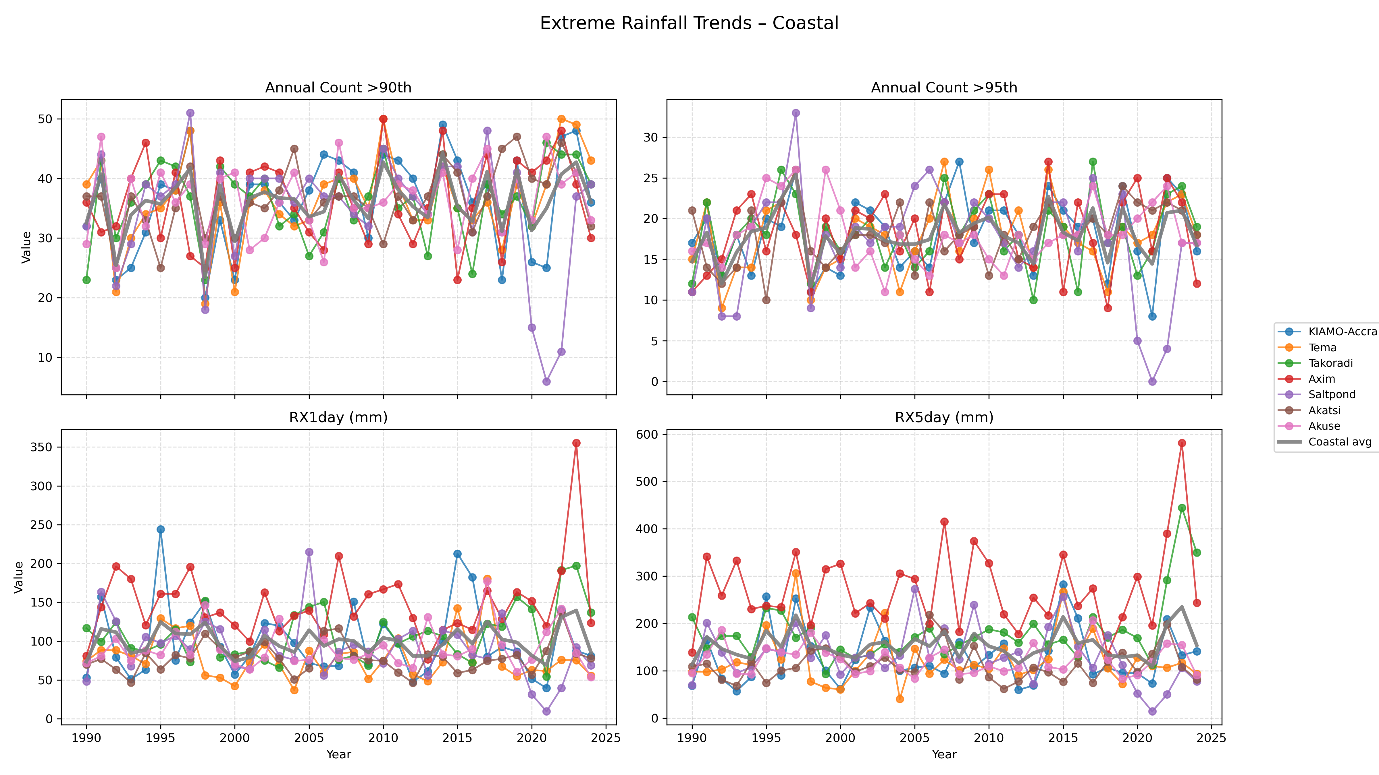 Extreme Rainfall Trends – Coastal
Annual Count >90th
Annual Count >95th
Value
50
40
30
20
10
30
25
20
15
10
5
0
KIAMO-Accra
Tema
Takoradi
Axim
Saltpond
Akatsi
Akuse
Coastal avg
RX1day (mm)
RX5day (mm)
Value
350
300
250
200
150
100
50
0
600
500
400
300
200
100
0
1990 1995 2000 2005 2010 2015 2020 2025
1990 1995 2000 2005 2010 2015 2020 2025
Year
Year